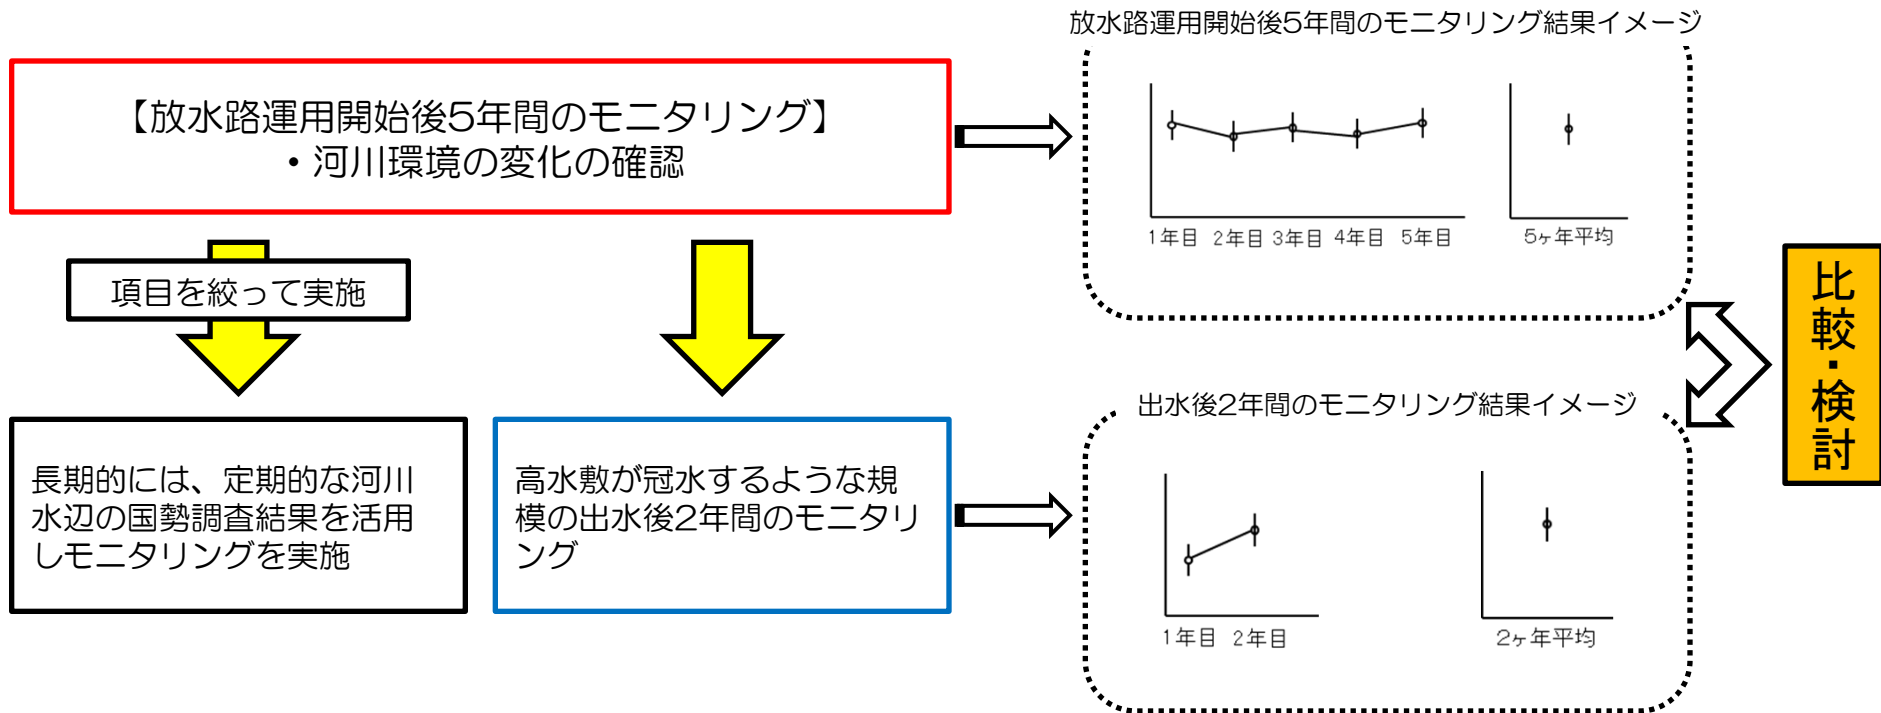 放水路運用開始後5年間のモニタリング結果イメージ
【放水路運用開始後5年間のモニタリング】
・河川環境の変化の確認
1年目 2年目 3年目 4年目 5年目
5ヶ年平均
項目を絞って実施
比較・検討
出水後2年間のモニタリング結果イメージ
長期的には、定期的な河川
水辺の国勢調査結果を活用
しモニタリングを実施
高水敷が冠水するような規
模の出水後2年間のモニタリ
ング
1年目 2年目
2ヶ年平均